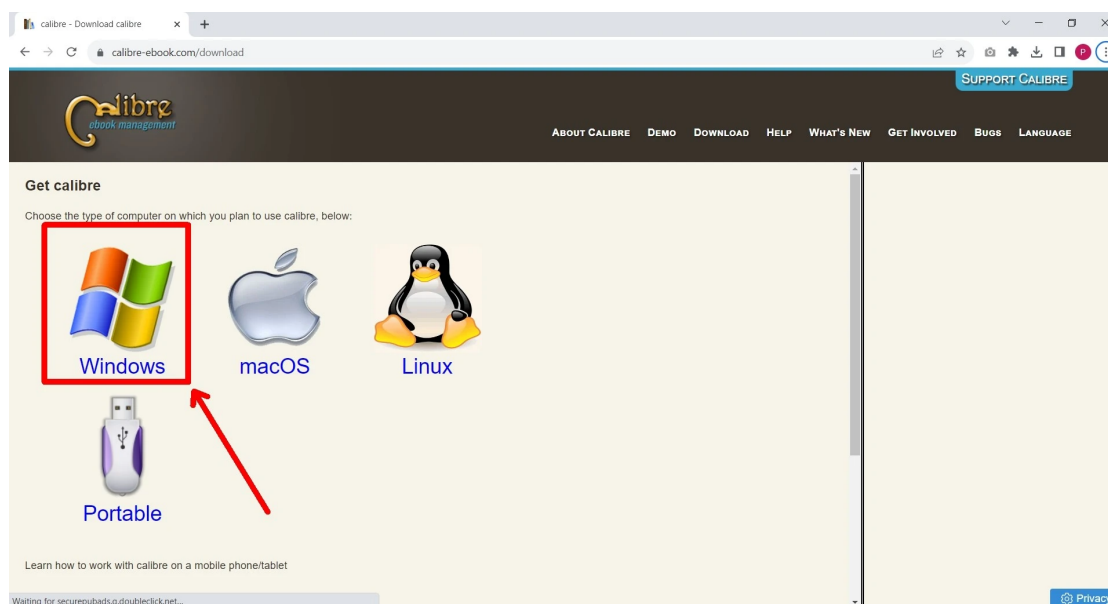 calibre - Download calibre
calibre-ebook.com/download
P
SUPPORT CALIBRE
Calibre
ebook management
ABOUT CALIBRE DEMO DOWNLOAD HELP WHAT'S NEW GET INVOLVED BUGS LANGUAGE
Get calibre
Choose the type of computer on which you plan to use calibre, below:
Windows macOS Linux
Portable
Learn how to work with calibre on a mobile phone/tablet
Waiting for securepubads.g.doubleclick.net...
Privacy